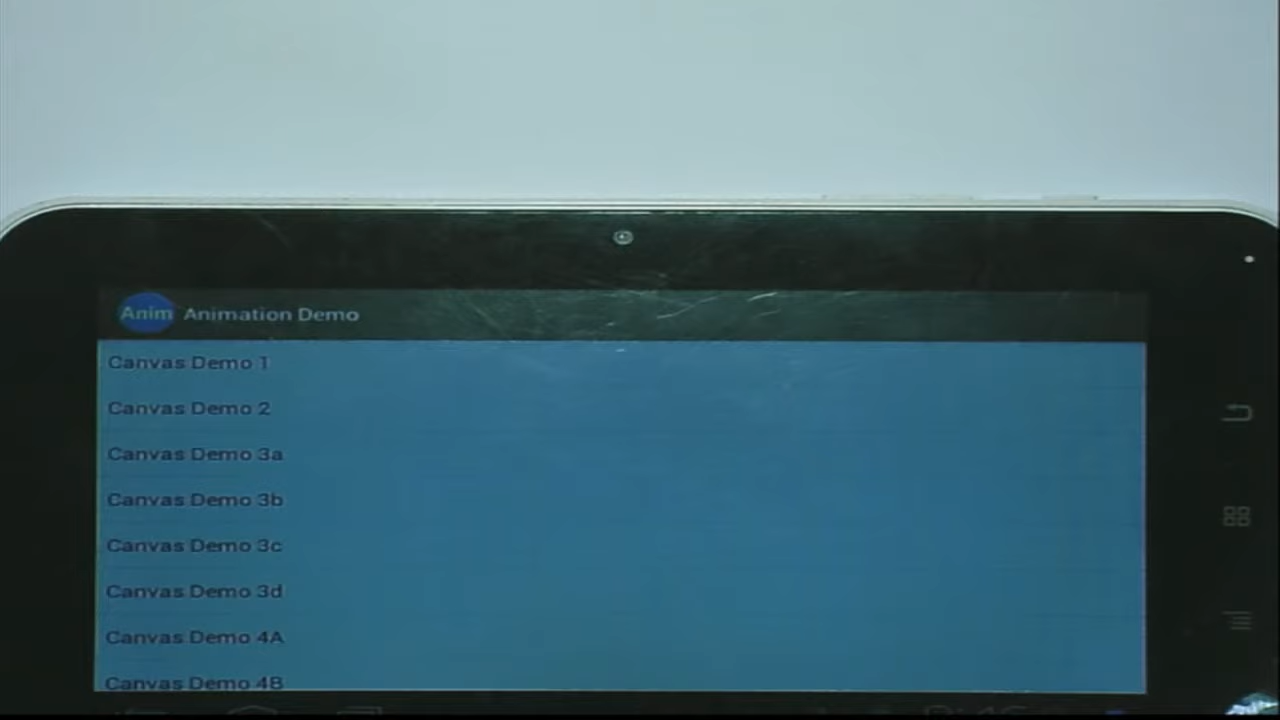 Anim Animation Demo
Canvas Demo 1
Canvas Demo 2
Canvas Demo 3a
Canvas Demo 3b
Canvas Demo 3c
Canvas Demo 3d
Canvas Demo 4A
Canvas Demo 4B